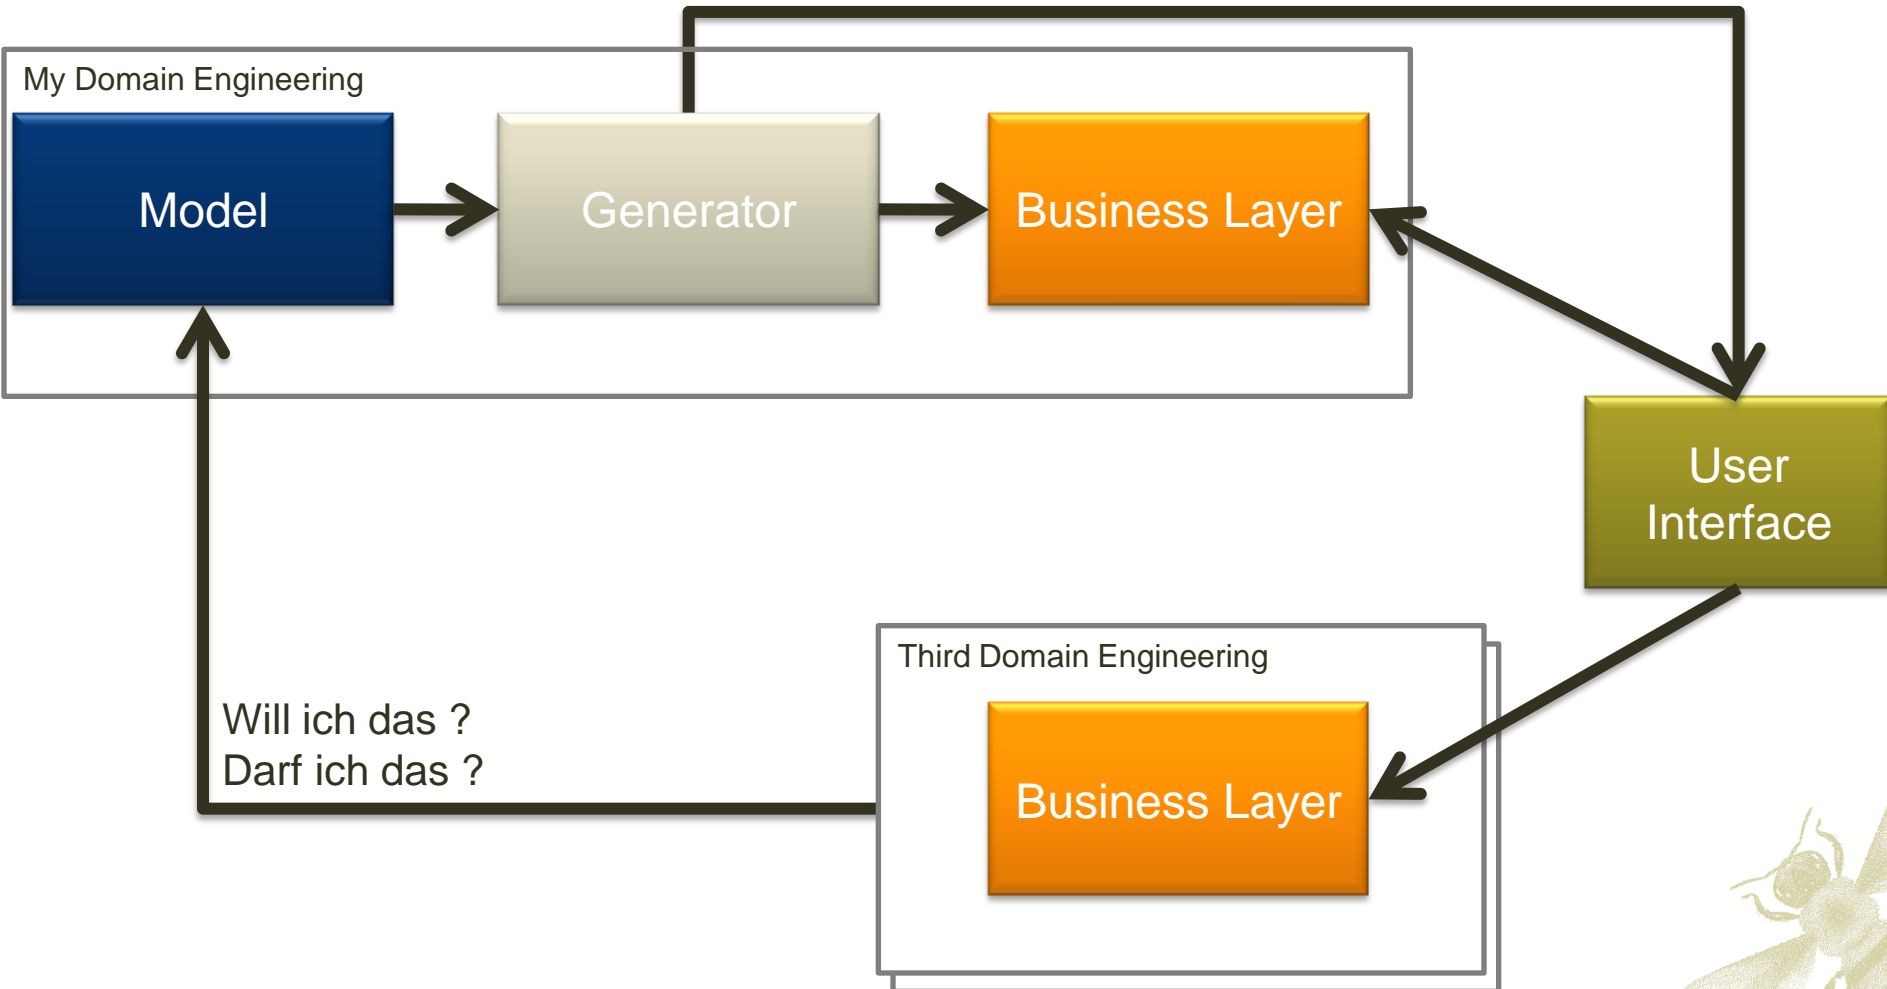 My Domain Engineering
Model
Generator
Business Layer
User
Interface
Third Domain Engineering
Will ich das ?
Darf ich das ?
Business Layer